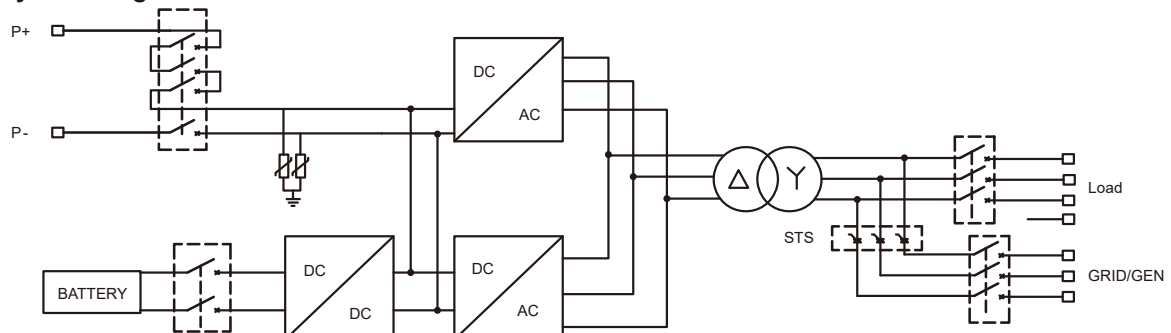 P+
DC
AC
P-
Load
STS
DC
DC
GRID/GEN
BATTERY
DC
AC